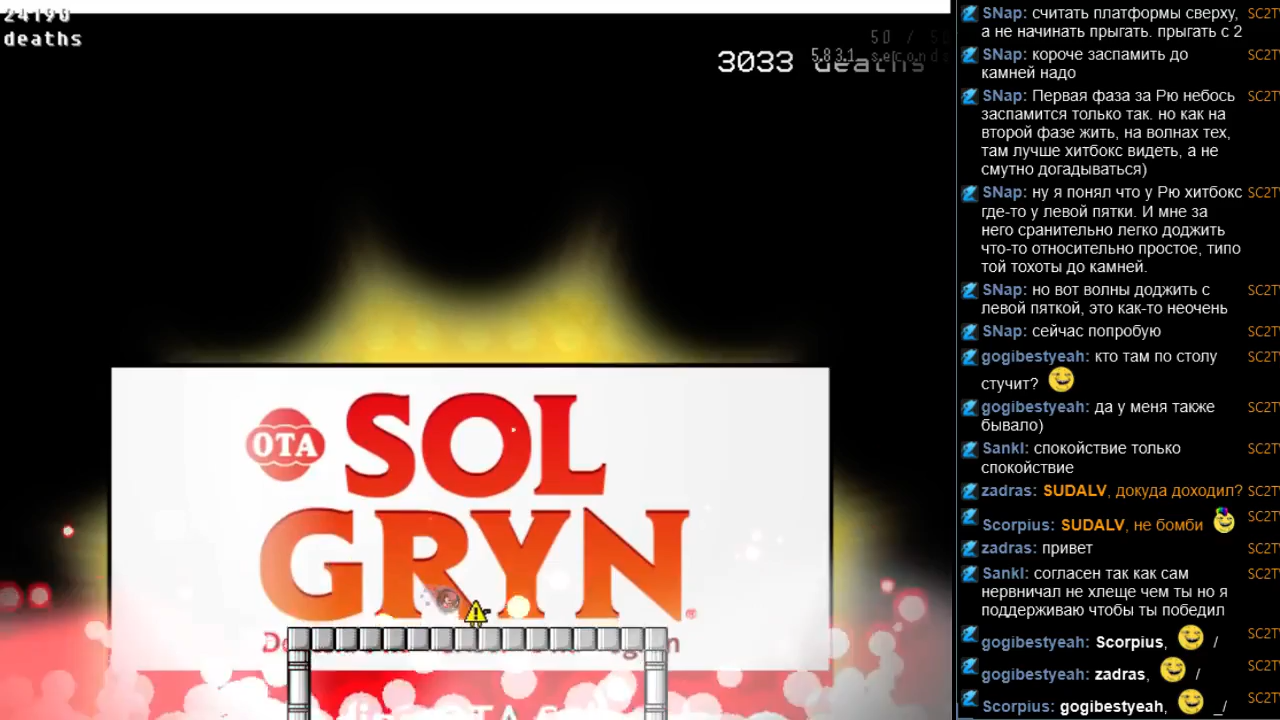 24190
deaths
50 / 50
3033 deaths
583.1 seconds
OTA
SOL
GRYN
SNap: считать платформы сверху,
а не начинать прыгать. прыгать с 2
SNap: короче заспамить до
камней надо
SNap: Первая фаза за Рю небось
заспамится только так. но как на
второй фазе жить, на волнах тех,
там лучше хитбокс видеть, а не
смутно догадываться)
SNap: ну я понял что у Рю хитбокс
где-то у левой пятки. И мне за
него сранительно легко доджить
что-то относительно простое, типо
той тохоты до камней.
SNap: но вот волны доджить с
левой пяткой, это как-то неочень
SNap: сейчас попробую
gogibestyeah: кто там по столу
стучит?
gogibestyeah: да у меня также
бывало)
Sankl: спокойствие только
спокойствие
zadras: SUDALV, докуда доходил?
Scorpius: SUDALV, не бомби
zadras: привет
Sankl: согласен так как сам
нервничал не хлеще чем ты но я
поддерживаю чтобы ты победил
gogibestyeah: Scorpius, /
gogibestyeah: zadras, /
Scorpius: gogibestyeah, _/